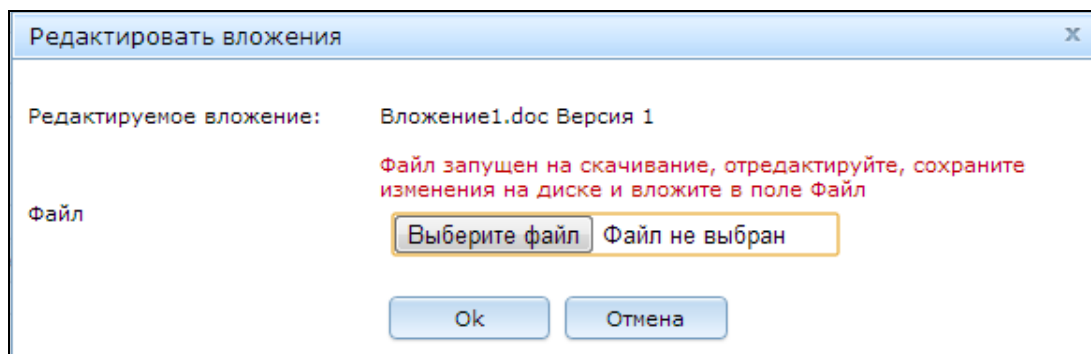 Редактировать вложения x
Редактируемое вложение: Вложение1.doc Версия 1
Файл запущен на скачивание, отредактируйте, сохраните
изменения на диске и вложите в поле Файл
Файл
Выберите файл Файл не выбран
Ok Отмена